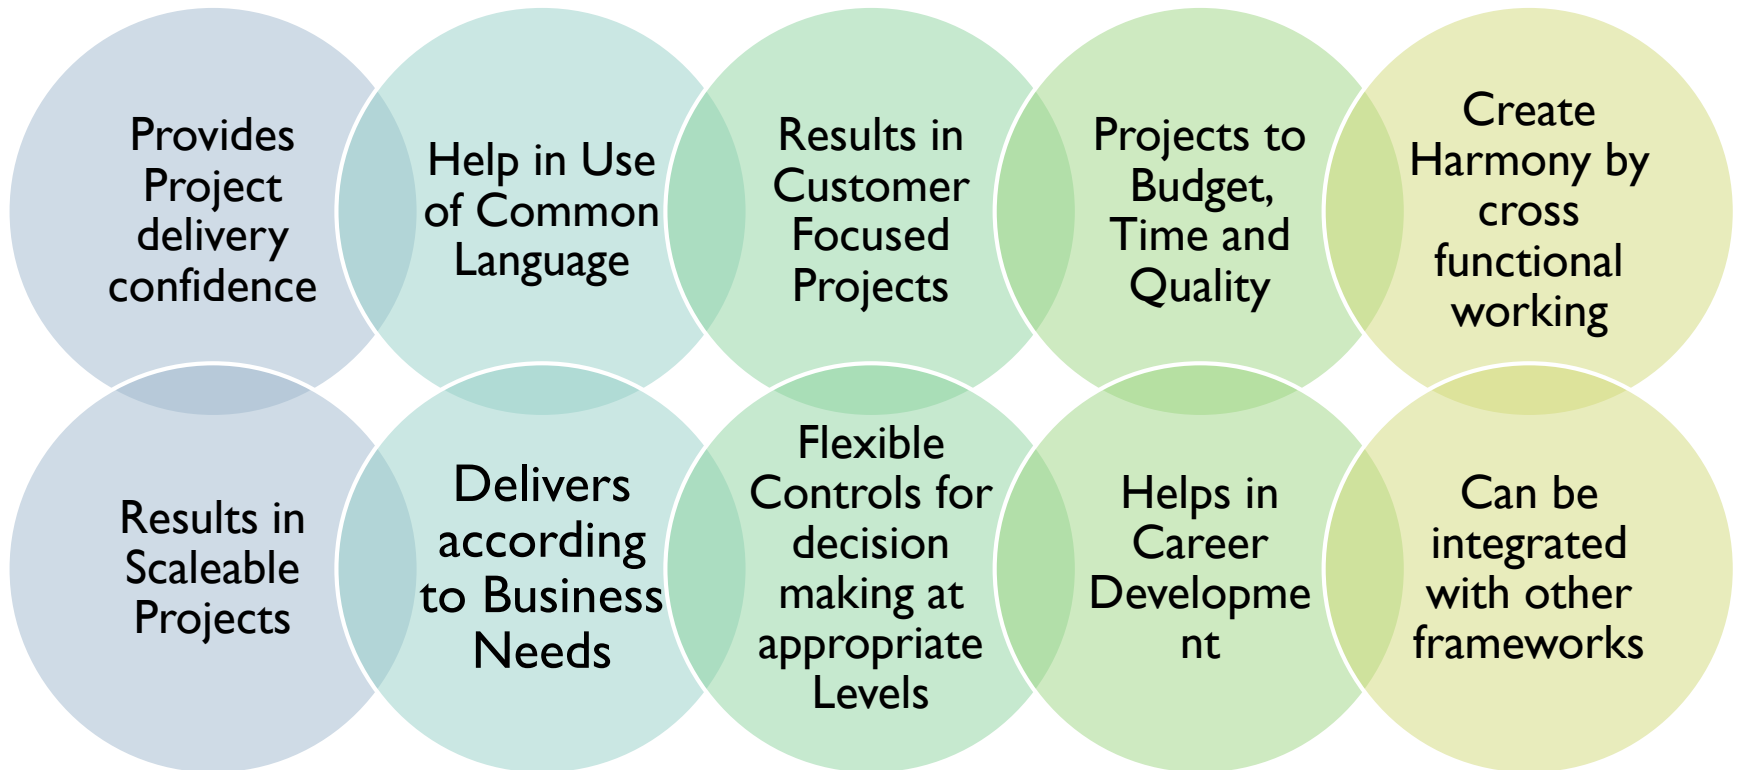 Provides
Project
delivery
confidence
Help in Use
of Common
Language
Results in
Customer
Focused
Projects
Projects to
Budget,
Time and
Quality
Create
Harmony by
cross
functional
working
Results in
Scaleable
Projects
Delivers
according
to Business
Needs
Flexible
Controls for
decision
making at
appropriate
Levels
Helps in
Career
Developme
nt
Can be
integrated
with other
frameworks